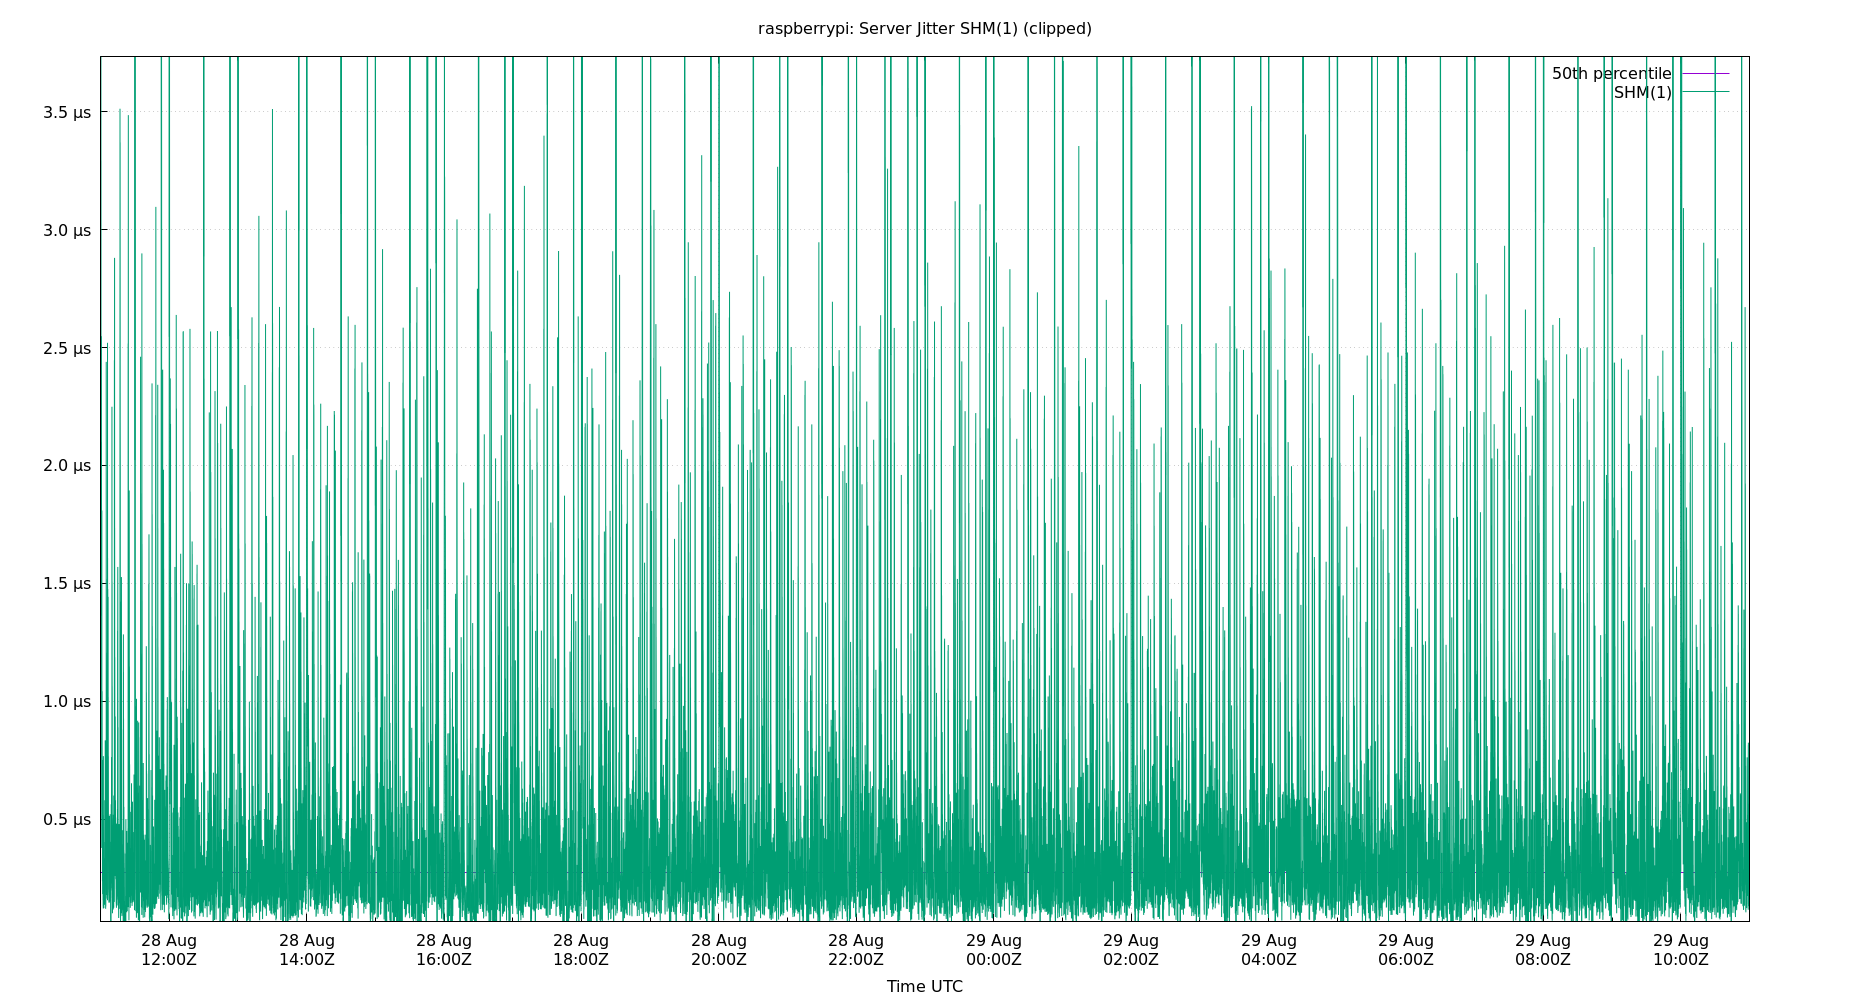 raspberrypi: Server Jitter SHM(1) (clipped)
50th percentile
SHM(1)
3.5 μs
3.0 μs
2.5 μs
2.0 μs
1.5 μs
1.0 μs
0.5 μs
28 Aug 28 Aug 28 Aug 28 Aug 28 Aug 28 Aug 29 Aug 29 Aug 29 Aug 29 Aug 29 Aug 29 Aug
12:00Z 14:00Z 16:00Z 18:00Z 20:00Z 22:00Z 00:00Z 02:00Z 04:00Z 06:00Z 08:00Z 10:00Z
Time UTC